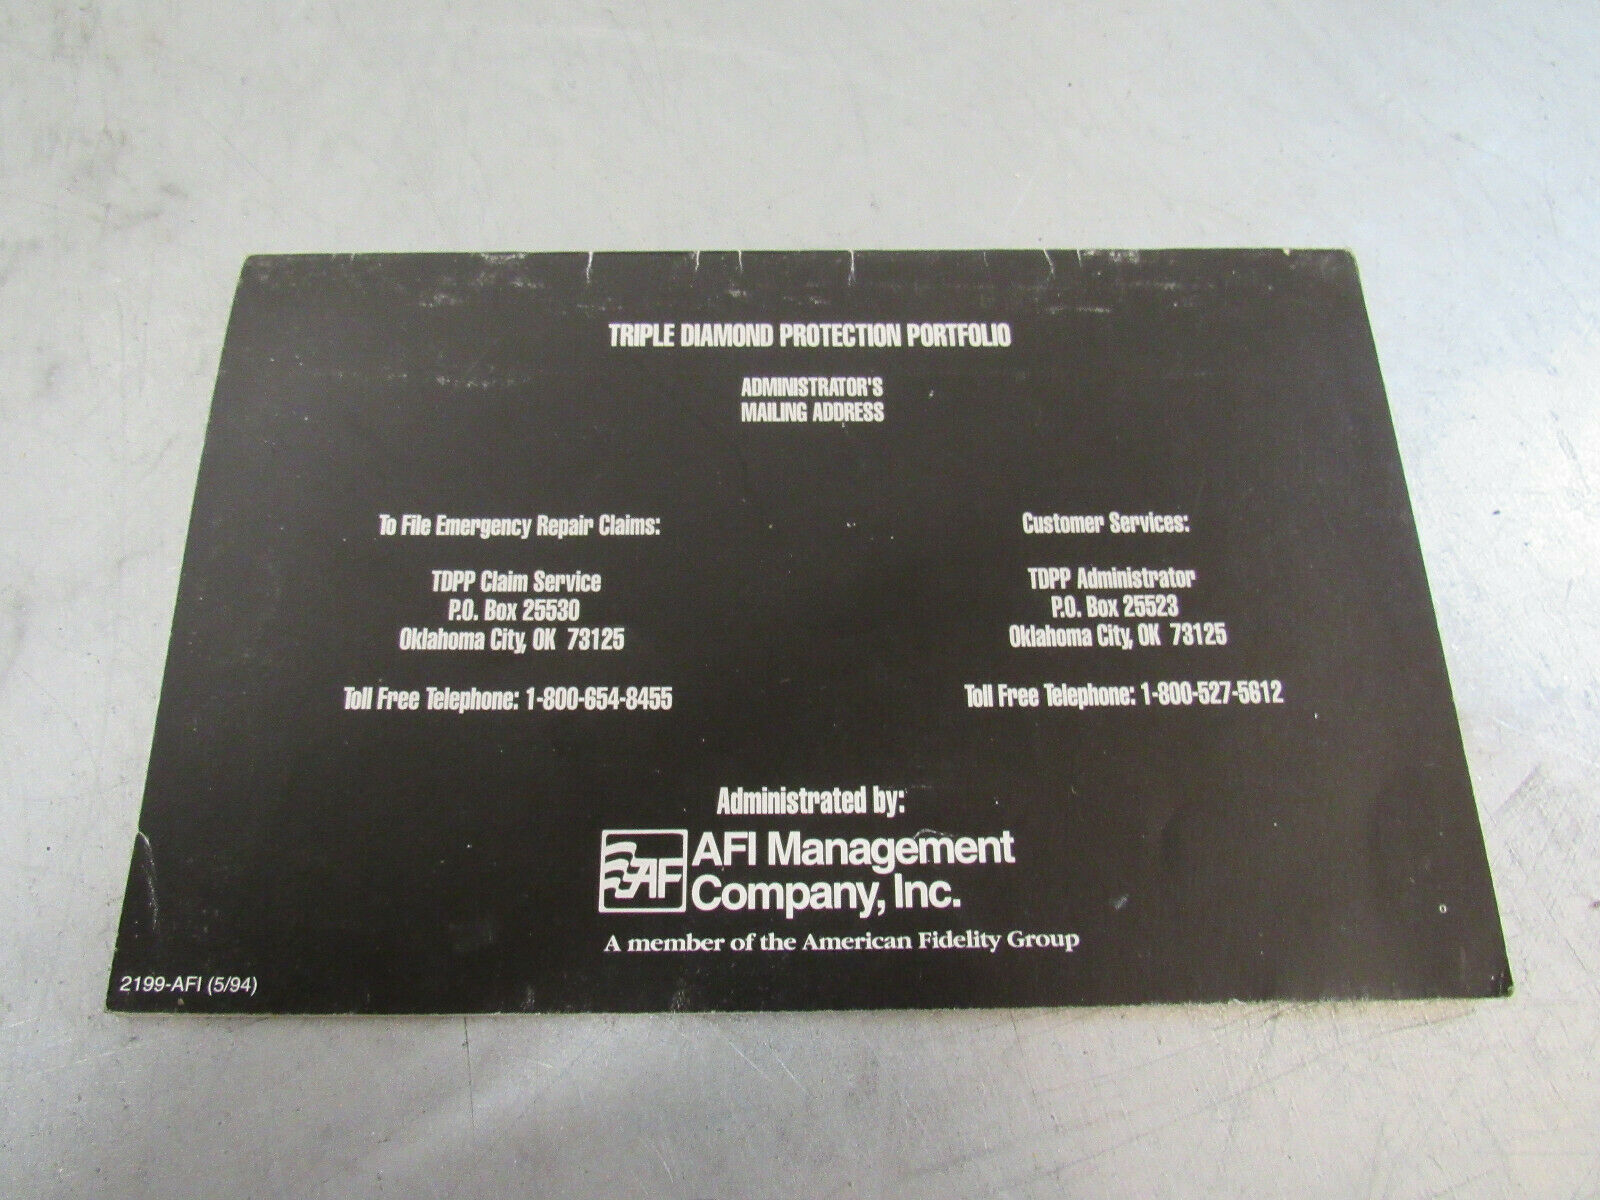 TRIPLE DIAMOND PROTECTION PORTFOLIO
ADMINISTRATOR'S
MAILING ADDRESS
To File Emergency Repair Claims:
TDPP Claim Service
P.O. Box 25530
Oklahoma City, OK 73125
Toll Free Telephone: 1-800-654-8455
Customer Services:
TDPP Administrator
P.O. Box 25523
Oklahoma City, OK 73125
Toll Free Telephone: 1-800-527-5612
Administrated by:
AF
AFI Management
Company, Inc.
A member of the American Fidelity Group
2199-AFI (5/94)